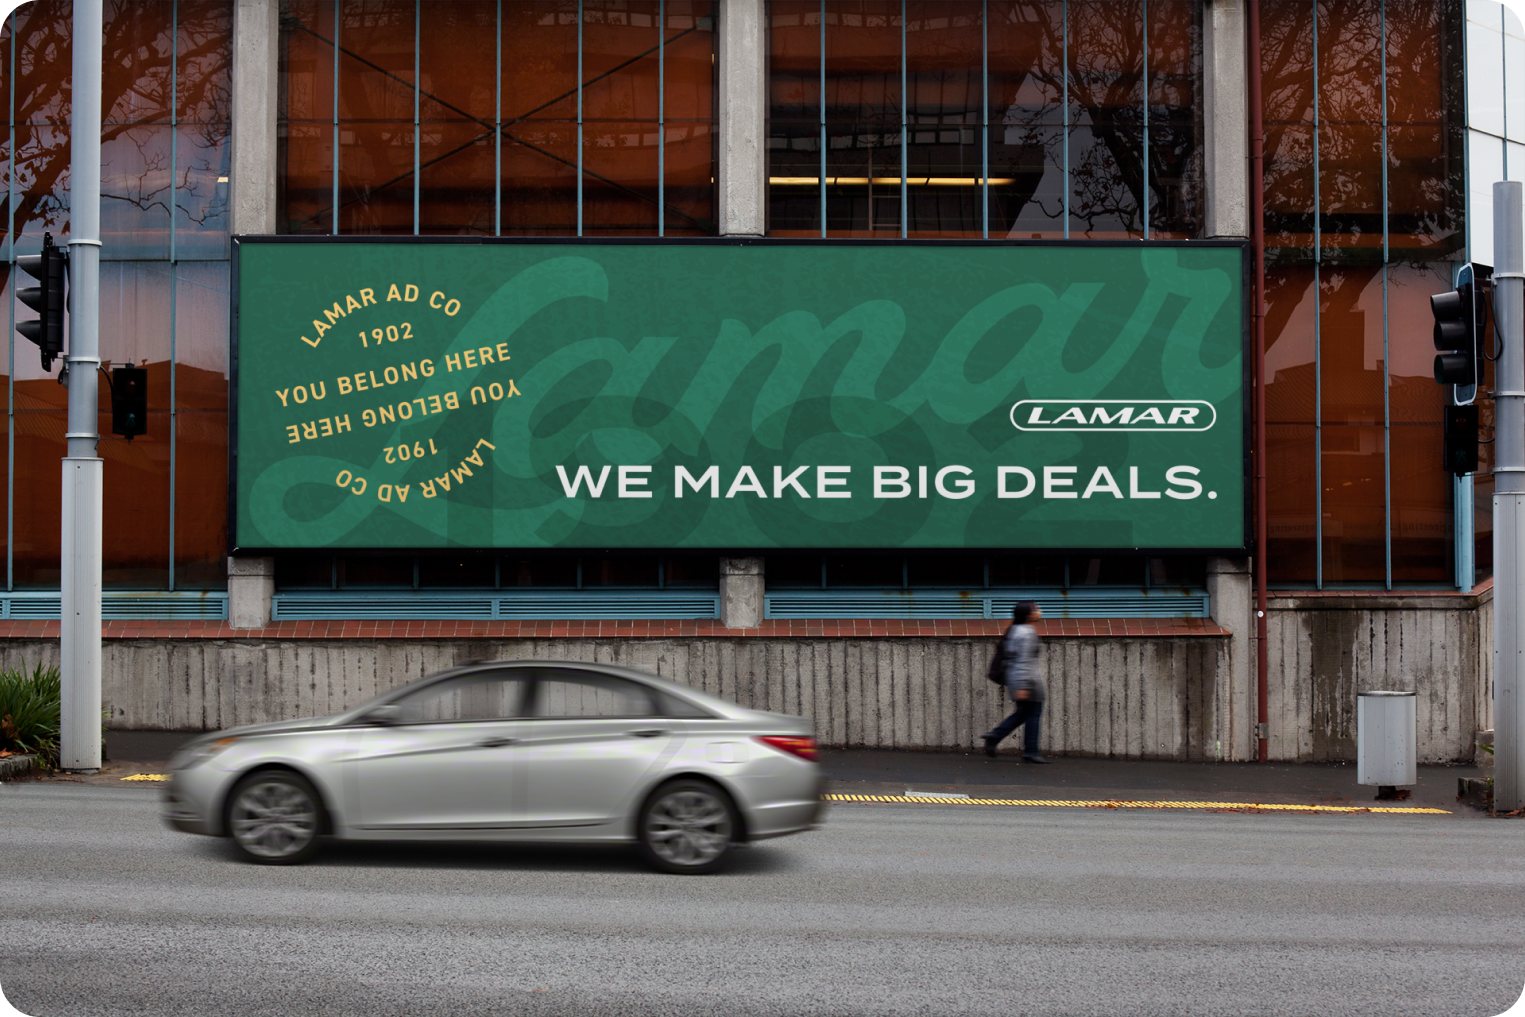 Lamar
1902
LAMAR AD CO
1902
YOU BELONG HERE
YOU BELONG HERE
1902
LAMAR AD CO
LAMAR
WE MAKE BIG DEALS.